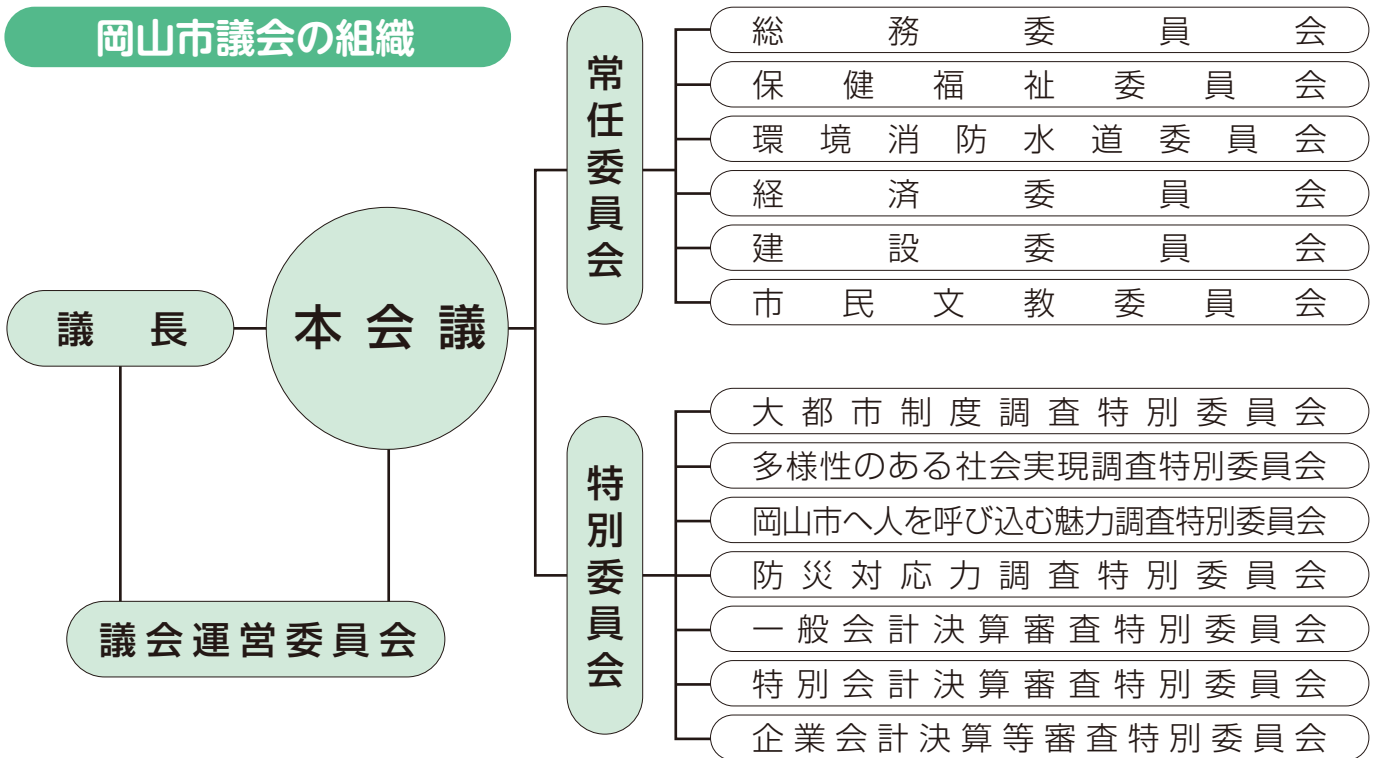 岡山市議会の組織
議長
本会議
議会運営委員会
常任委員会
総務委員会
保健福祉委員会
環境消防水道委員会
経済委員会
建設委員会
市民文教委員会
特別委員会
大都市制度調査特別委員会
多様性のある社会実現調査特別委員会
岡山市へ人を呼び込む魅力調査特別委員会
防災対応力調査特別委員会
一般会計決算審査特別委員会
特別会計決算審査特別委員会
企業会計決算等審査特別委員会